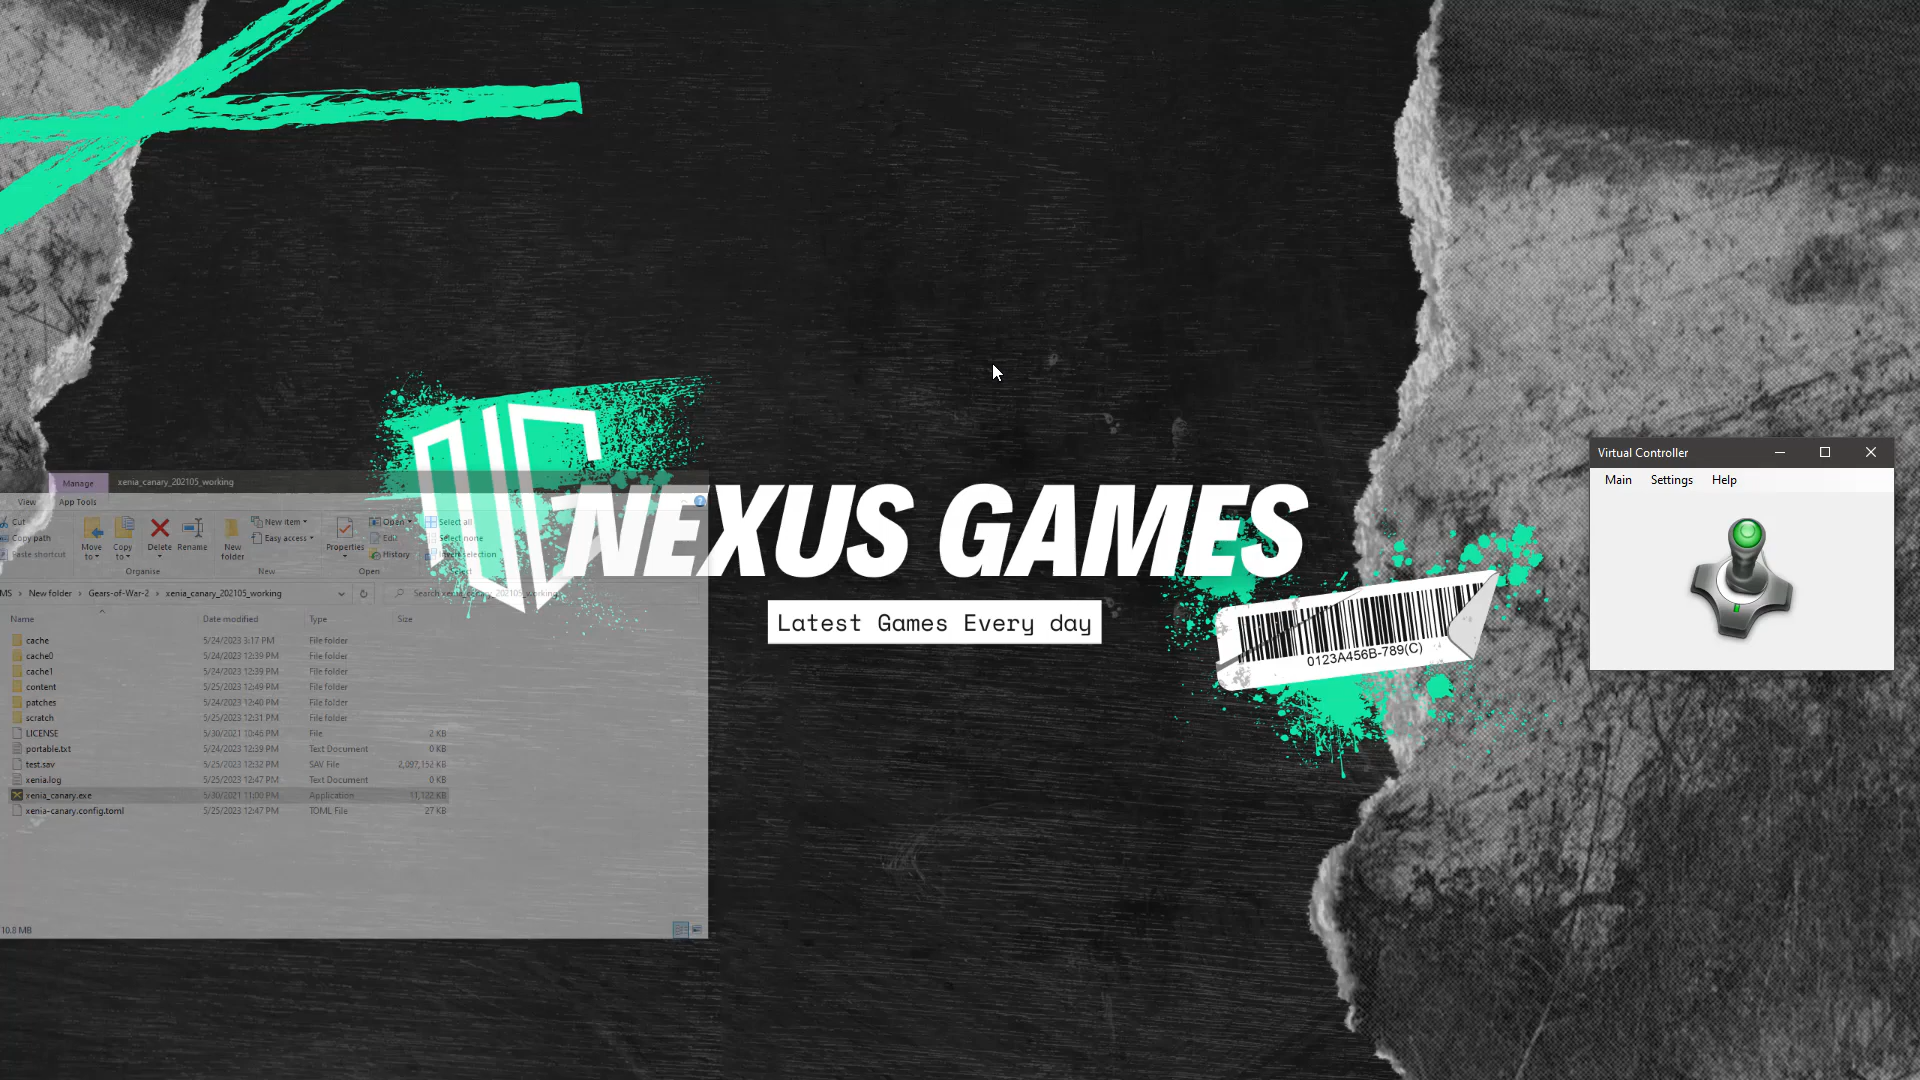 Manage
xenia_canary_202105_working
View
App Tools
Cut
Copy path
Paste shortcut
Move to
Copy to
Delete
Rename
New folder
New item
Easy access
Properties
Open
Edit
History
Select all
Select none
Invert selection
Organise
New
Open
Select
MS > New folder > Gears-of-War-2 > xenia_canary_202105_working
Search xenia_canary_202105_working
Name Date modified Type Size
cache 5/24/2023 3:17 PM File folder
cache0 5/24/2023 12:39 PM File folder
cache1 5/24/2023 12:39 PM File folder
content 5/25/2023 12:49 PM File folder
patches 5/24/2023 12:40 PM File folder
scratch 5/25/2023 12:31 PM File folder
LICENSE 5/30/2021 10:46 PM File 2 KB
portable.txt 5/24/2023 12:39 PM Text Document 0 KB
test.sav 5/25/2023 12:32 PM SAV File 2,097,152 KB
xenia.log 5/25/2023 12:47 PM Text Document 0 KB
xenia_canary.exe 5/30/2021 11:00 PM Application 11,122 KB
xenia-canary.config.toml 5/25/2023 12:47 PM TOML File 27 KB
10.8 MB
NEXUS GAMES
Latest Games Every day
0123A456B-789(C)
Virtual Controller
Main Settings Help